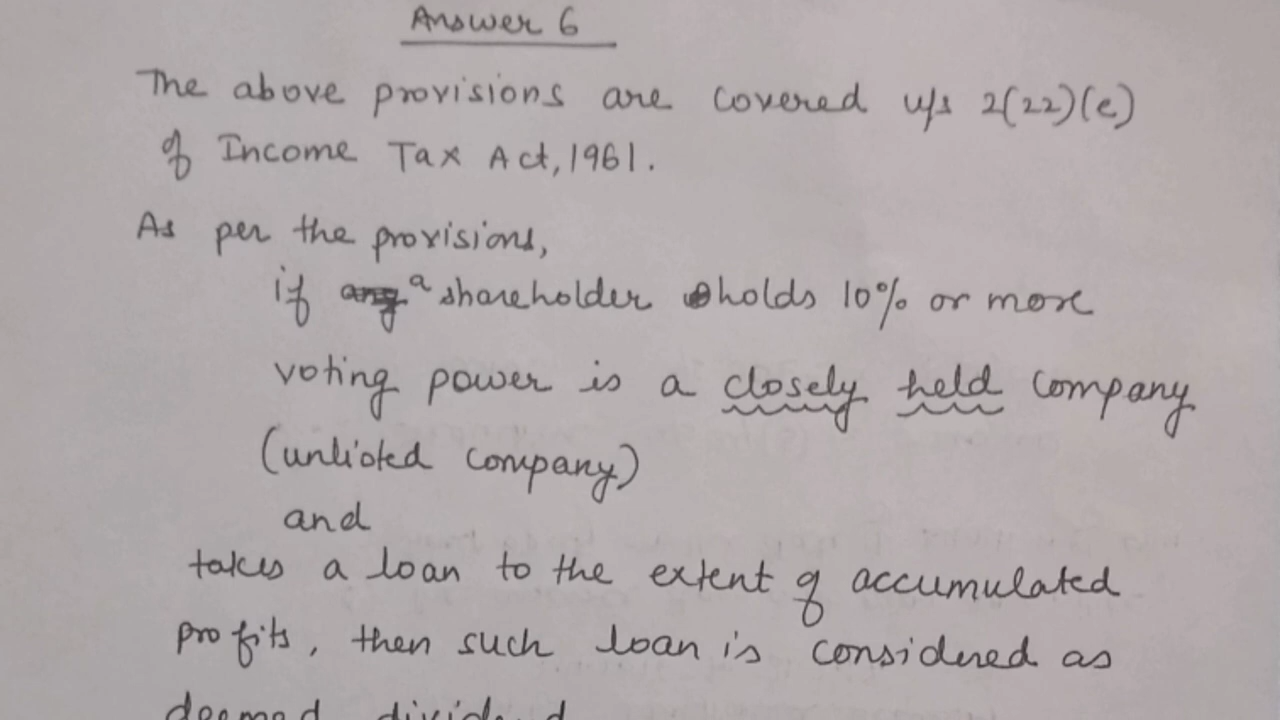 Answer 6
The above provisions are covered u/s 2(22)(e)
of Income Tax Act, 1961.
As per the provisions,
if a shareholder holds 10% or more
voting power is a closely held company
(unlisted company)
and
takes a loan to the extent of accumulated
profits, then such loan is considered as
deemed dividend